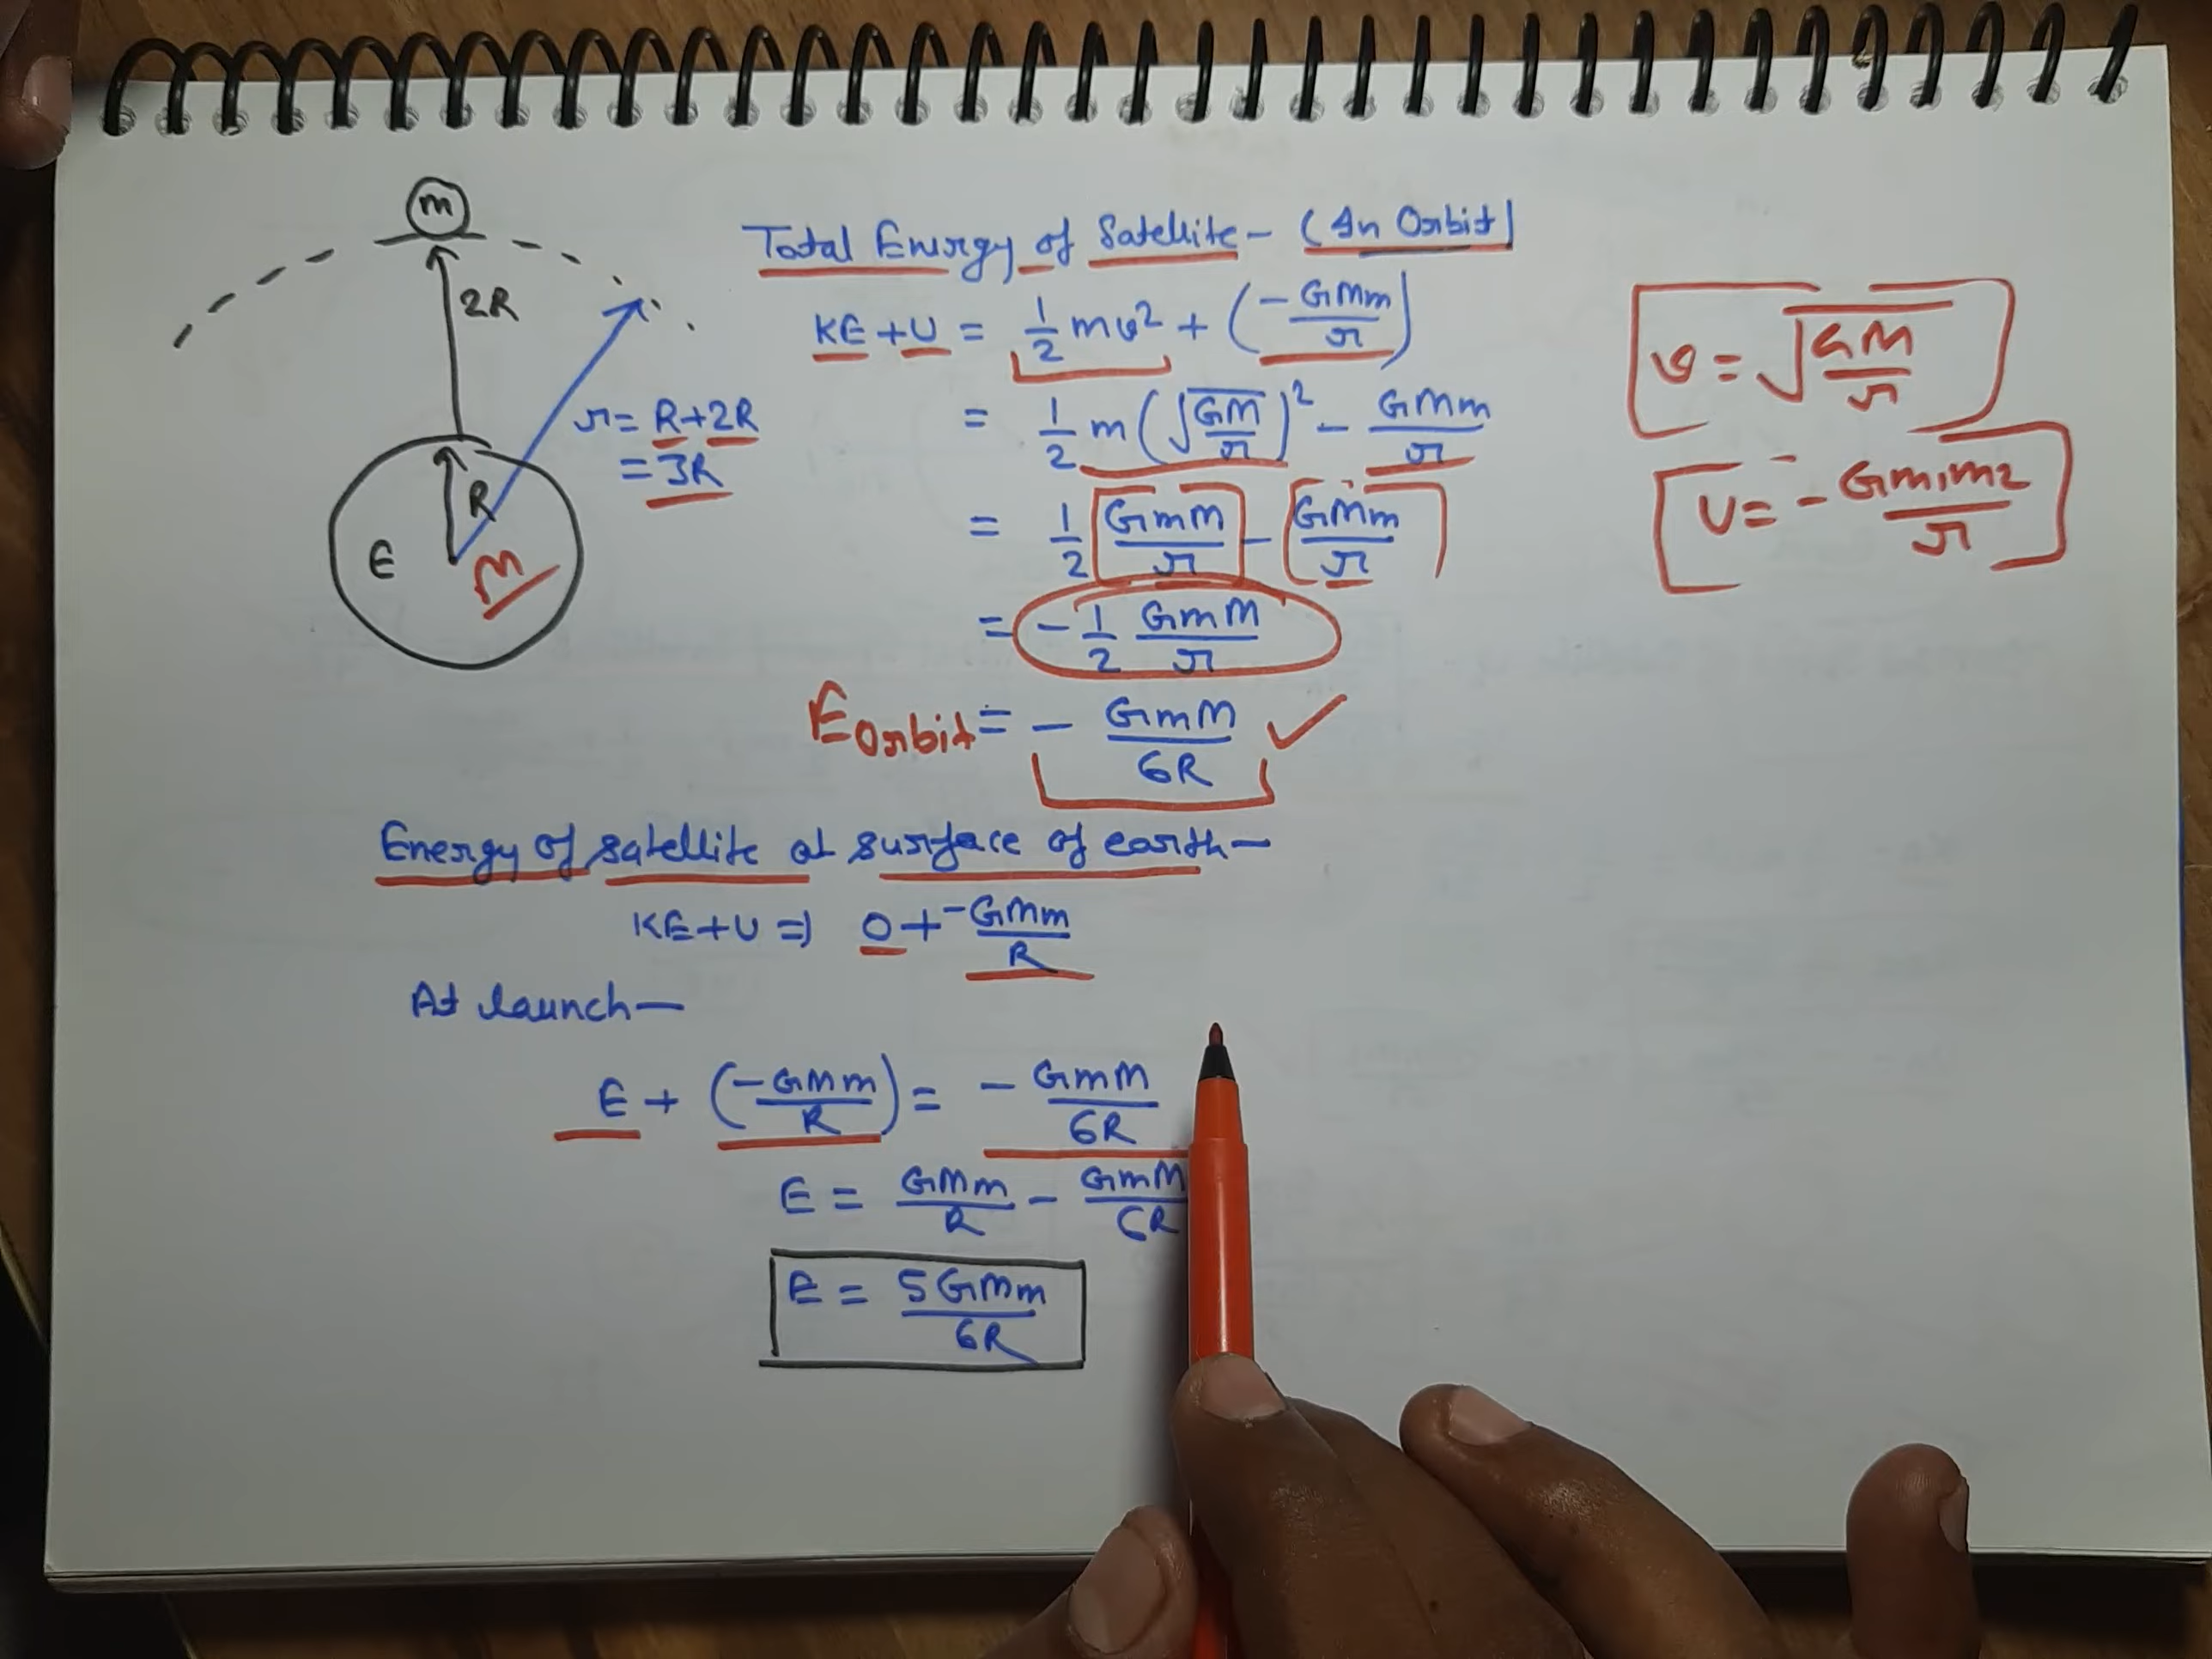 m
2R
r = R+2R
= 3R
R
E
M
Total Energy of Satellite - (In Orbit)
KE + U = 1/2 mv² + (-GMm/r)
= 1/2 m (√(GM/r))² - GMm/r
= 1/2 GmM/r - GMm/r
= -1/2 GmM/r
E Orbit = - GmM/6R ✓
v = √(GM/r)
U = - Gm₁m₂/r
Energy of satellite at surface of earth -
KE + U ⇒ 0 + -GMm/R
At launch -
E + (-GMm/R) = - GmM/6R
E = GMm/R - GmM/6R
E = 5GMm/6R